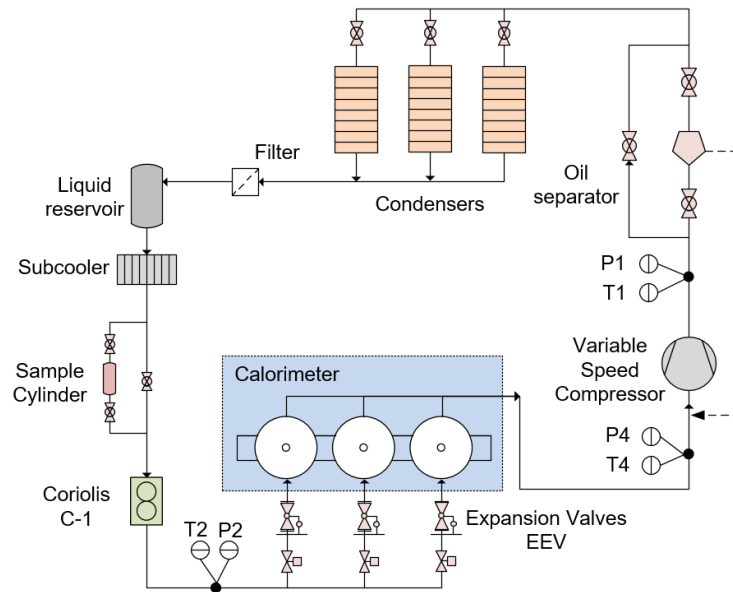 Filter
Liquid
reservoir
Condensers
Oil
separator
Subcooler
P1
T1
Sample
Cylinder
Calorimeter
Variable
Speed
Compressor
P4
T4
Coriolis
C-1
T2 P2
Expansion Valves
EEV